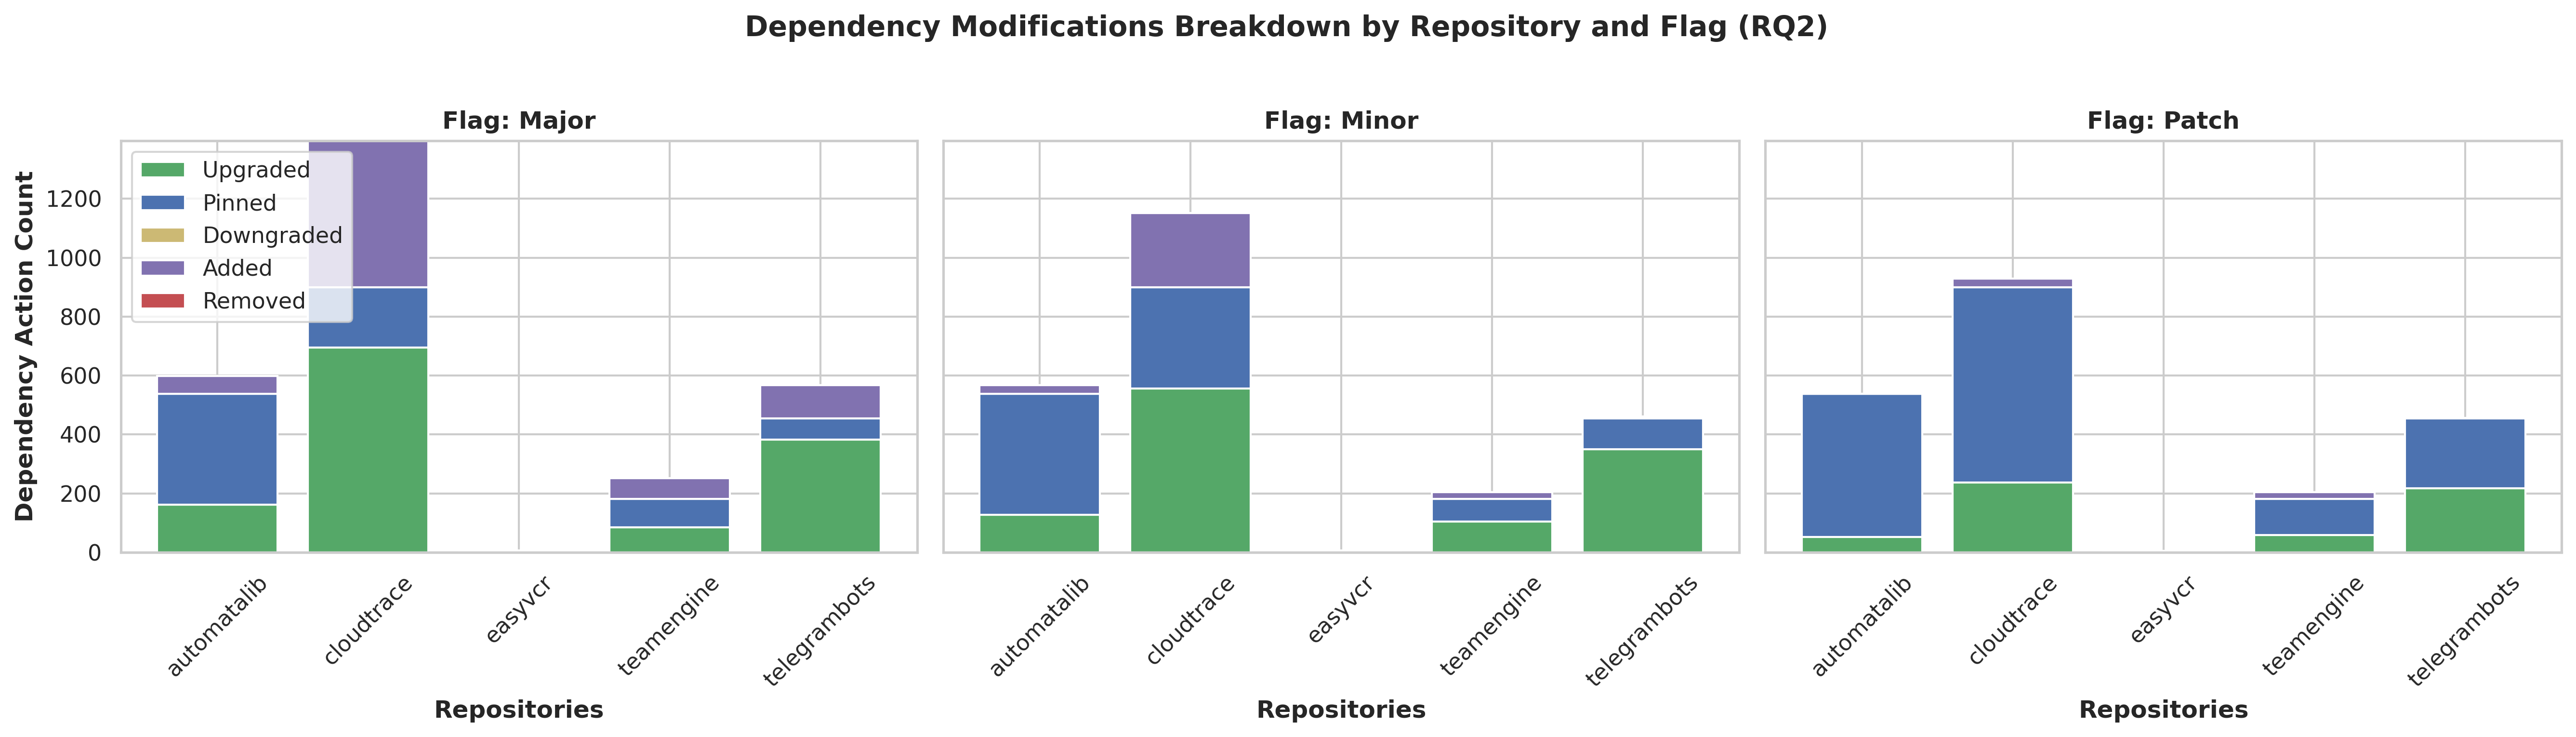 Dependency Modifications Breakdown by Repository and Flag (RQ2)
Flag: Major
Flag: Minor
Flag: Patch
Dependency Action Count
1200
1000
800
600
400
200
0
Upgraded
Pinned
Downgraded
Added
Removed
automatalib
cloudtrace
easyvcr
teamengine
telegrambots
automatalib
cloudtrace
easyvcr
teamengine
telegrambots
automatalib
cloudtrace
easyvcr
teamengine
telegrambots
Repositories
Repositories
Repositories